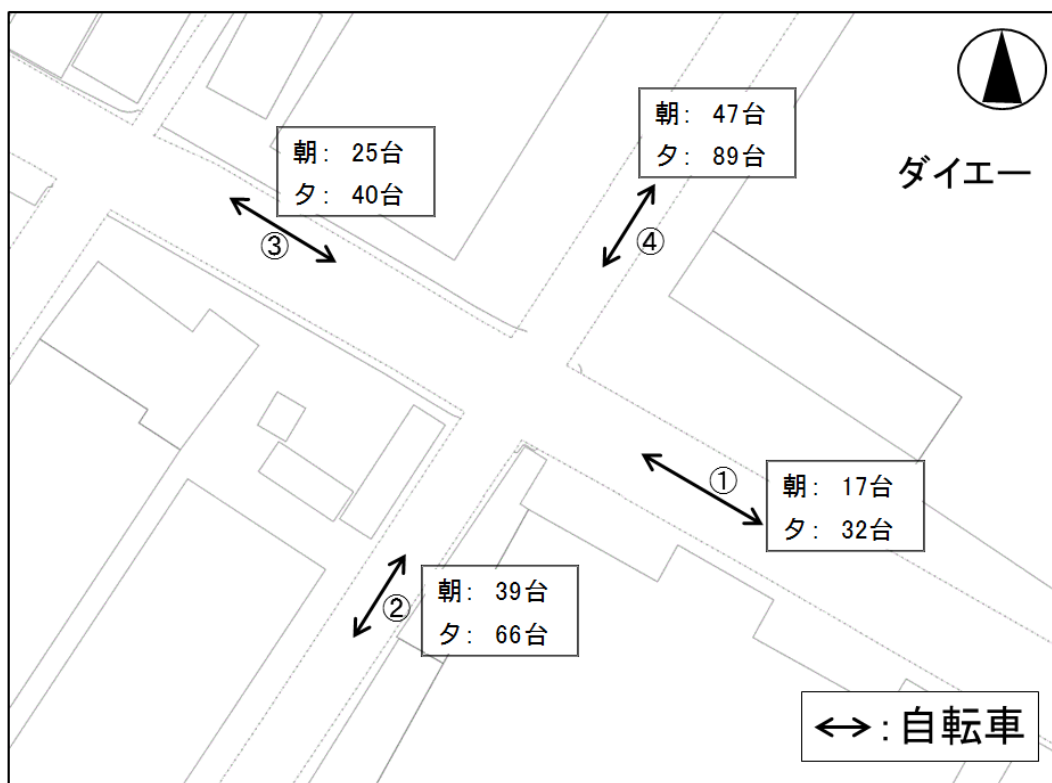 朝: 47台
夕: 89台
ダイエー
朝: 25台
夕: 40台
③
④
①
朝: 17台
夕: 32台
②
朝: 39台
夕: 66台
↔:自転車